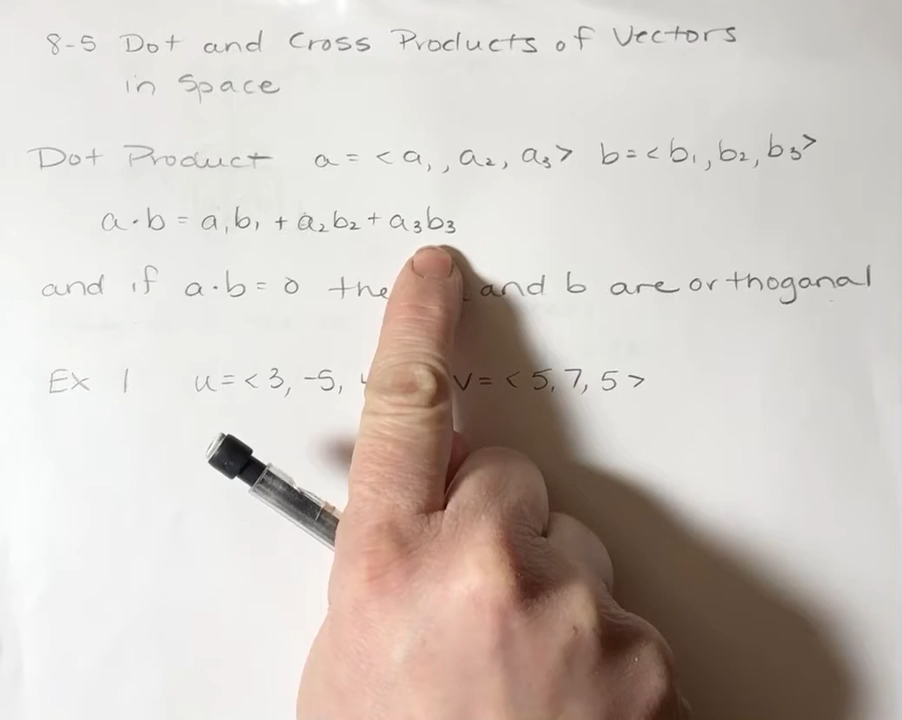 8-5 Dot and Cross Products of Vectors
in Space
Dot Product a = <a₁, a₂, a₃> b = <b₁, b₂, b₃>
a·b = a₁b₁ + a₂b₂ + a₃b₃
and if a·b = 0 and b are orthoganal
Ex 1 u = <3, -5, v = <5, 7, 5>